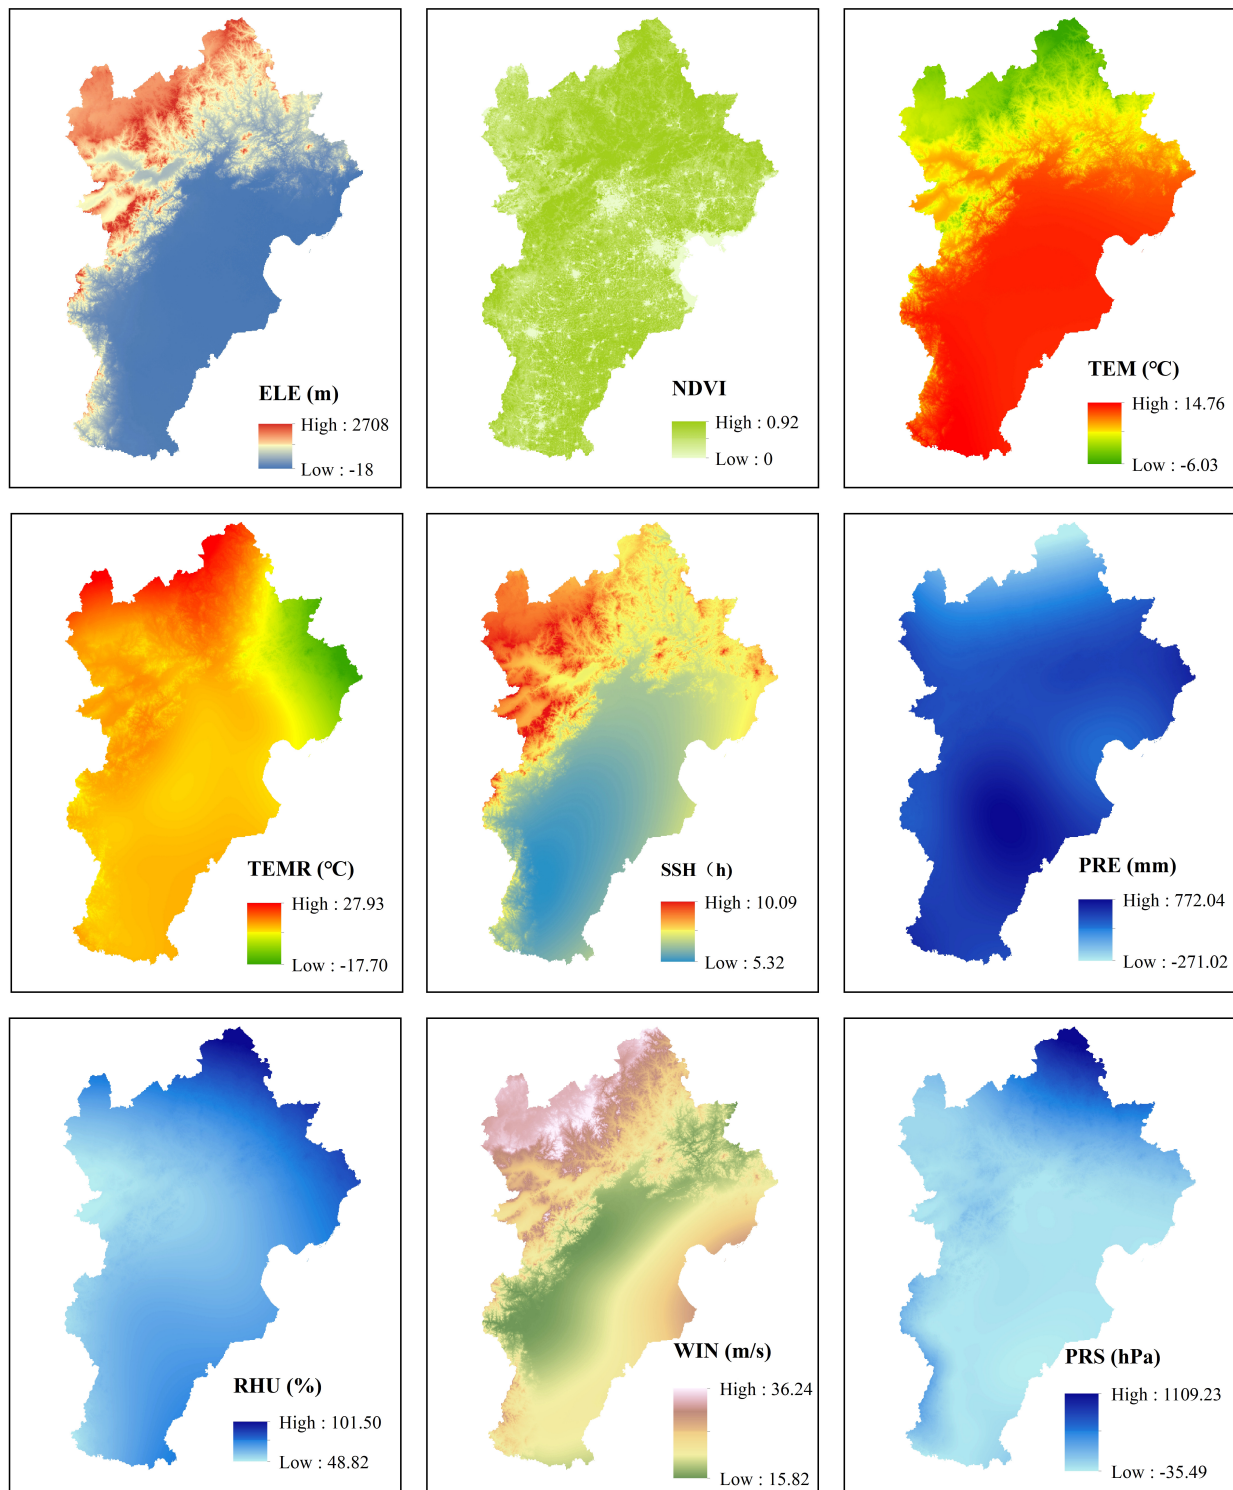 ELE (m)
High : 2708
Low : -18
NDVI
High : 0.92
Low : 0
TEM (℃)
High : 14.76
Low : -6.03
TEMR (℃)
High : 27.93
Low : -17.70
SSH（h)
High : 10.09
Low : 5.32
PRE (mm)
High : 772.04
Low : -271.02
RHU (%)
High : 101.50
Low : 48.82
WIN (m/s)
High : 36.24
Low : 15.82
PRS (hPa)
High : 1109.23
Low : -35.49